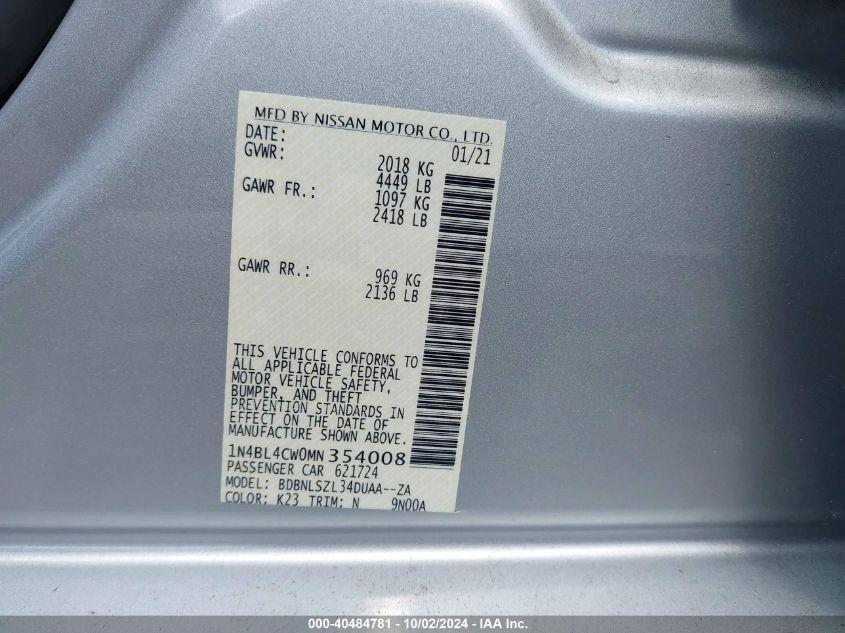 MFD BY NISSAN MOTOR CO., LTD.
DATE: 01/21
GVWR: 2018 KG
4449 LB
GAWR FR.: 1097 KG
2418 LB
GAWR RR.: 969 KG
2136 LB
THIS VEHICLE CONFORMS TO
ALL APPLICABLE FEDERAL
MOTOR VEHICLE SAFETY,
BUMPER, AND THEFT
PREVENTION STANDARDS IN
EFFECT ON THE DATE OF
MANUFACTURE SHOWN ABOVE.
1N4BL4CW0MN354008
PASSENGER CAR 621724
MODEL: BDBNLSZL34DUAA--ZA
COLOR: K23 TRIM: N 9N00A
000-40484781 - 10/02/2024 - IAA Inc.